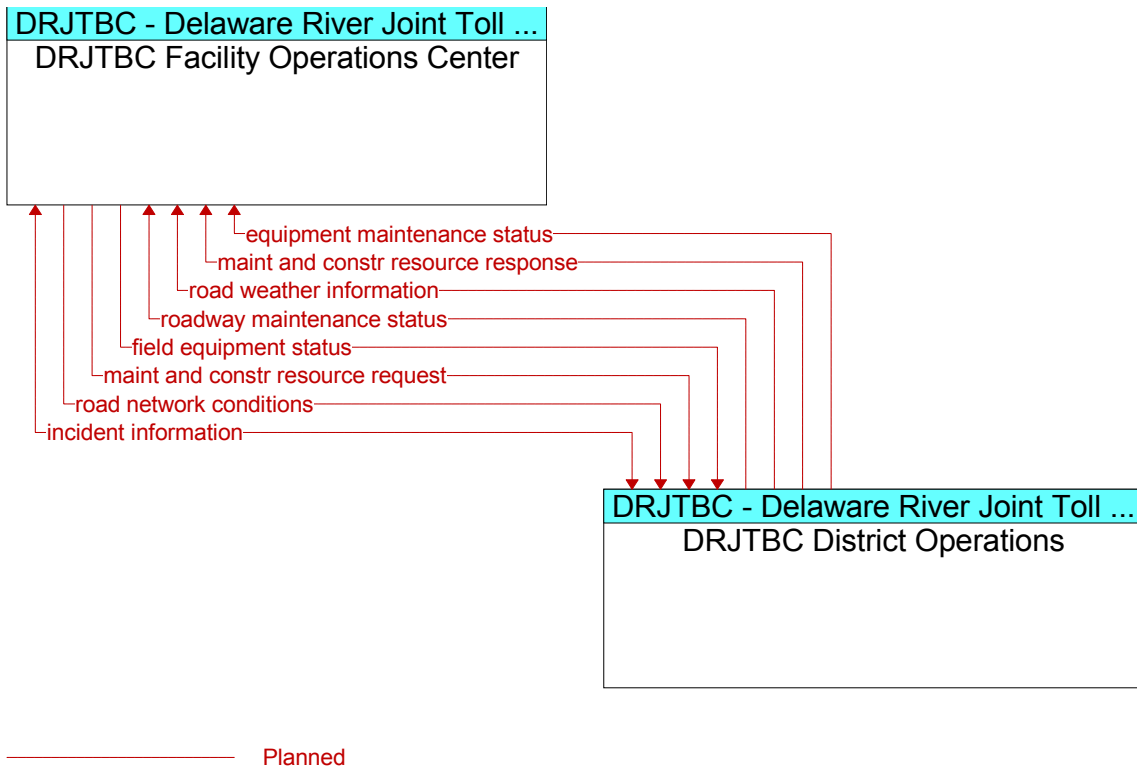 DRJTBC - Delaware River Joint Toll ...
DRJTBC Facility Operations Center
equipment maintenance status
maint and constr resource response
road weather information
roadway maintenance status
field equipment status
maint and constr resource request
road network conditions
incident information
DRJTBC - Delaware River Joint Toll ...
DRJTBC District Operations
Planned